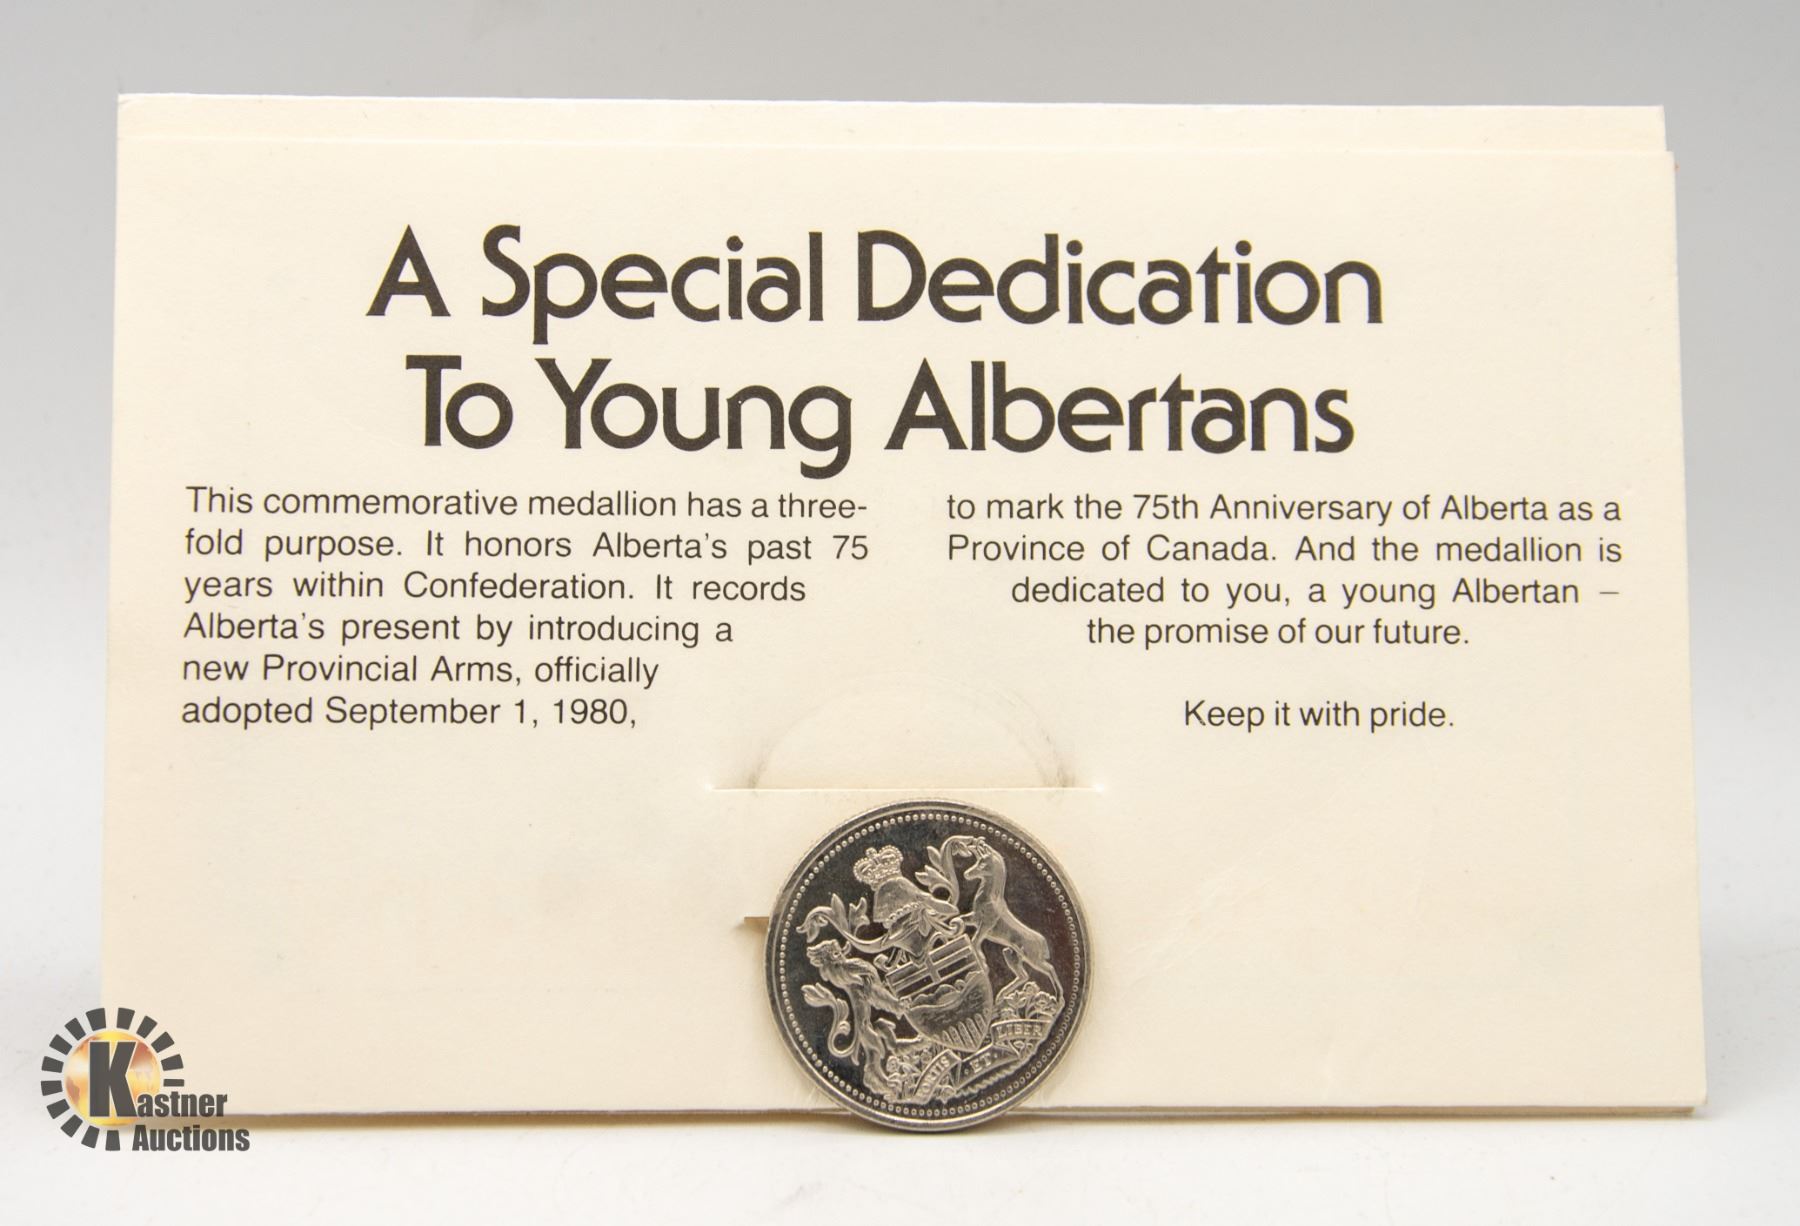 A Special Dedication
To Young Albertans
This commemorative medallion has a three-
fold purpose. It honors Alberta's past 75
years within Confederation. It records
Alberta's present by introducing a
new Provincial Arms, officially
adopted September 1, 1980,
to mark the 75th Anniversary of Alberta as a
Province of Canada. And the medallion is
dedicated to you, a young Albertan –
the promise of our future.
Keep it with pride.
FORTIS ET LIBER
Kastner
Auctions